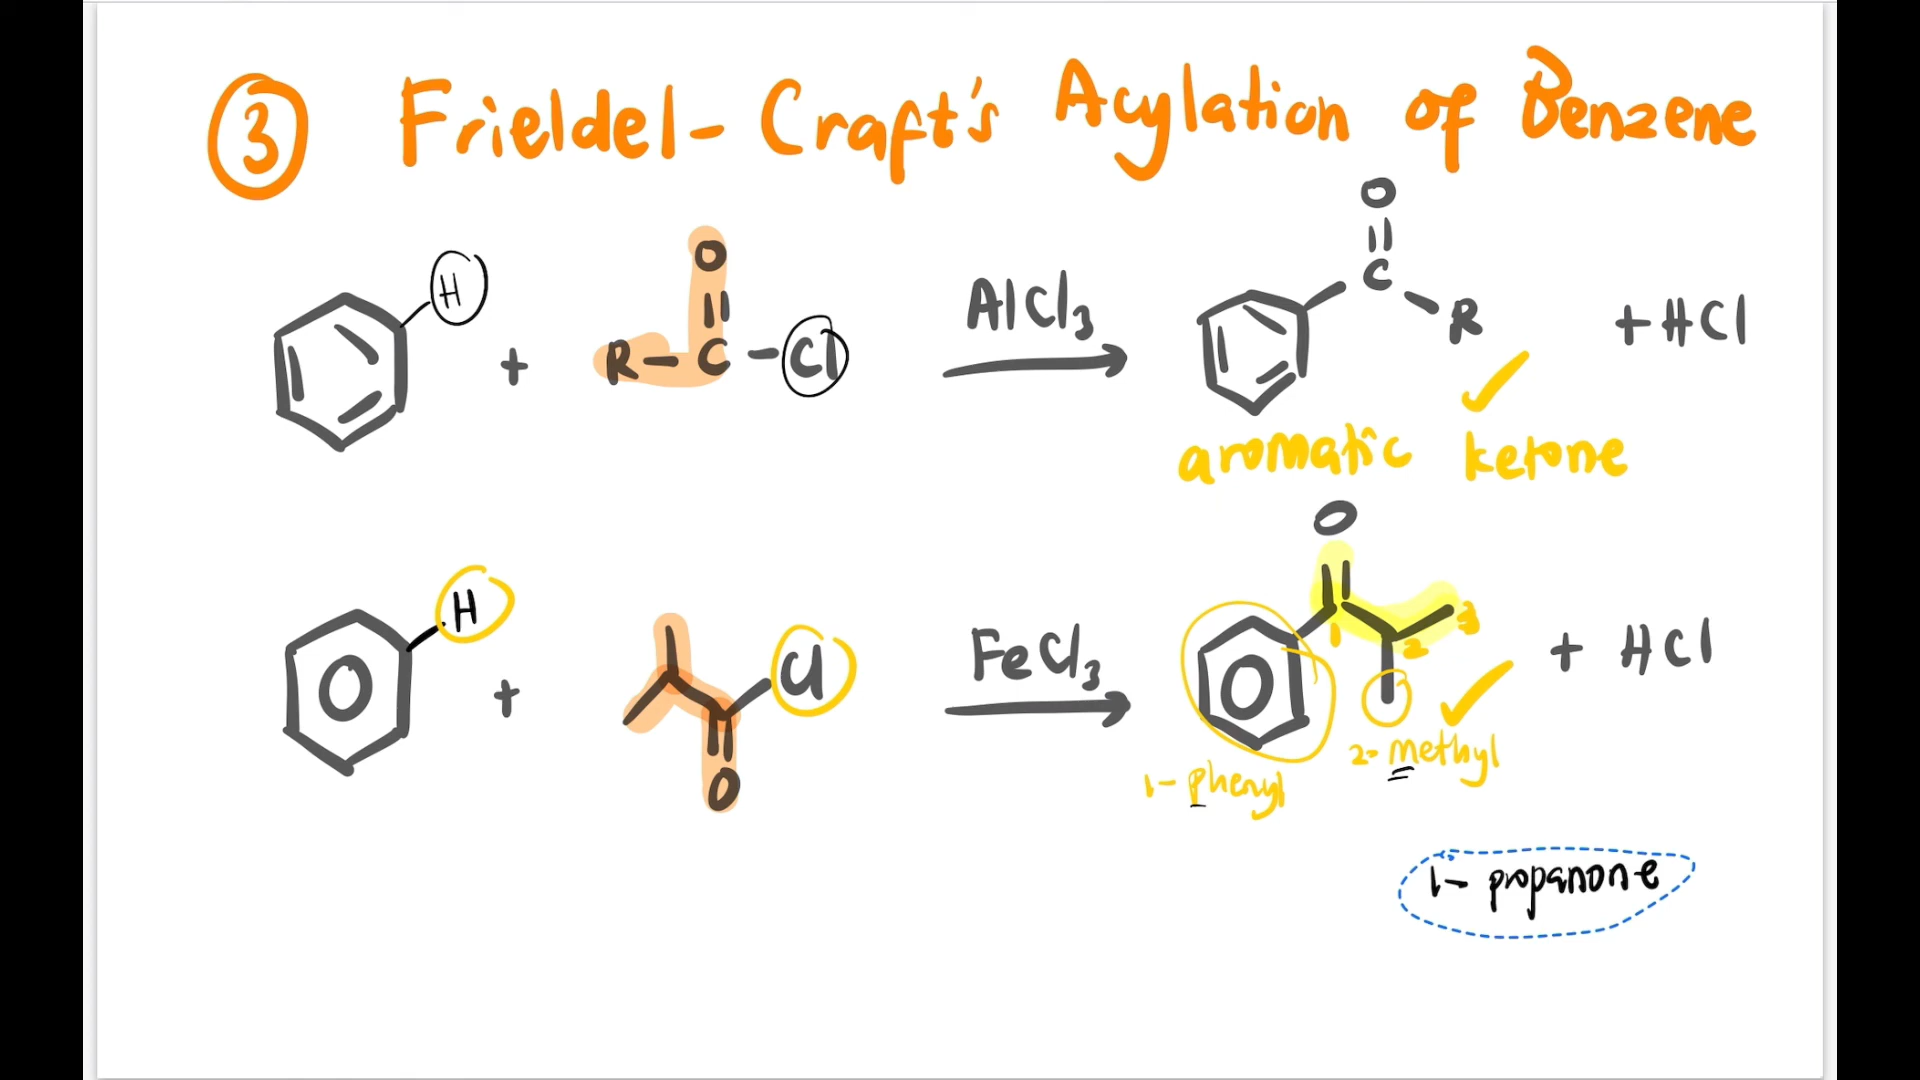 3 Frieldel-Craft's Acylation of Benzene
O
H O C
R-C-Cl AlCl₃ R
+ + HCl
aromatic ketone
O
H
Cl FeCl₃ 1 2 3
+ + HCl
O
2-methyl
1-phenyl
1-propanone